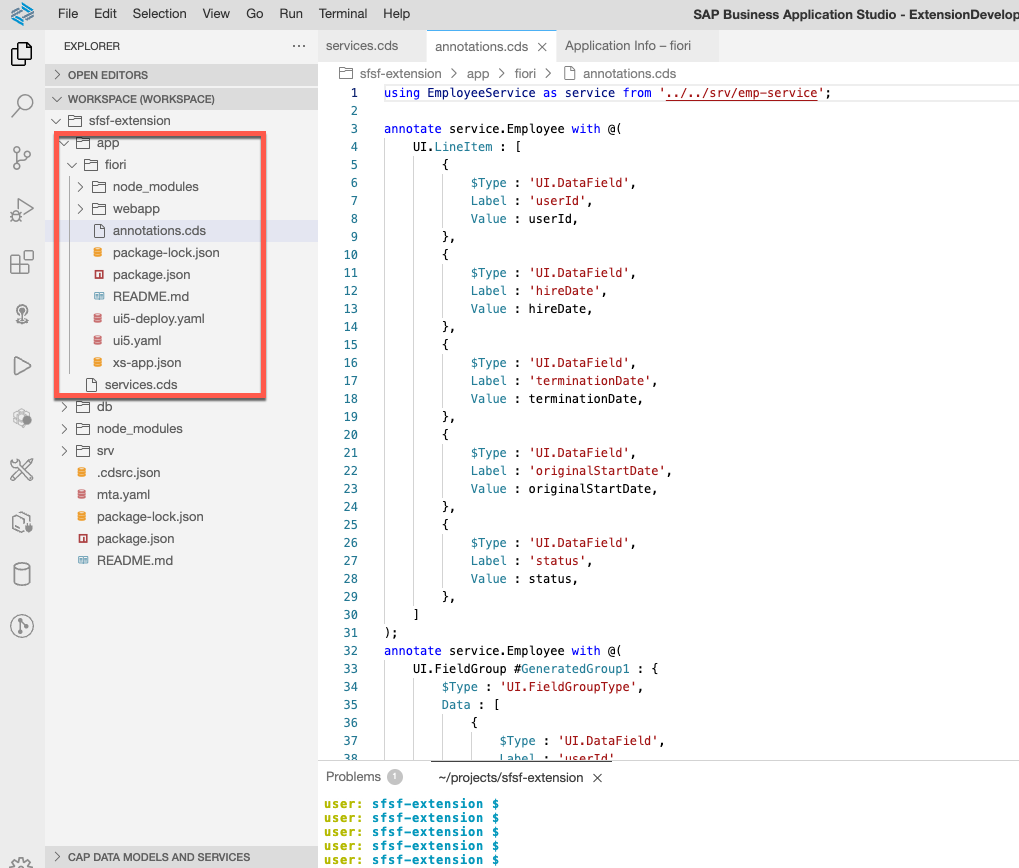 File Edit Selection View Go Run Terminal Help
SAP Business Application Studio - ExtensionDevelop
EXPLORER
OPEN EDITORS
WORKSPACE (WORKSPACE)
sfsf-extension
app
fiori
node_modules
webapp
annotations.cds
package-lock.json
package.json
README.md
ui5-deploy.yaml
ui5.yaml
xs-app.json
services.cds
db
node_modules
srv
.cdsrc.json
mta.yaml
package-lock.json
package.json
README.md
CAP DATA MODELS AND SERVICES
services.cds
annotations.cds
Application Info – fiori
sfsf-extension > app > fiori > annotations.cds
1 using EmployeeService as service from '../../srv/emp-service';
2
3 annotate service.Employee with @(
4 UI.LineItem : [
5 {
6 $Type : 'UI.DataField',
7 Label : 'userId',
8 Value : userId,
9 },
10 {
11 $Type : 'UI.DataField',
12 Label : 'hireDate',
13 Value : hireDate,
14 },
15 {
16 $Type : 'UI.DataField',
17 Label : 'terminationDate',
18 Value : terminationDate,
19 },
20 {
21 $Type : 'UI.DataField',
22 Label : 'originalStartDate',
23 Value : originalStartDate,
24 },
25 {
26 $Type : 'UI.DataField',
27 Label : 'status',
28 Value : status,
29 },
30 ]
31 );
32 annotate service.Employee with @(
33 UI.FieldGroup #GeneratedGroup1 : {
34 $Type : 'UI.FieldGroupType',
35 Data : [
36 {
37 $Type : 'UI.DataField',
38 Label : 'userId'
Problems 1
~/projects/sfsf-extension
user: sfsf-extension $
user: sfsf-extension $
user: sfsf-extension $
user: sfsf-extension $
user: sfsf-extension $